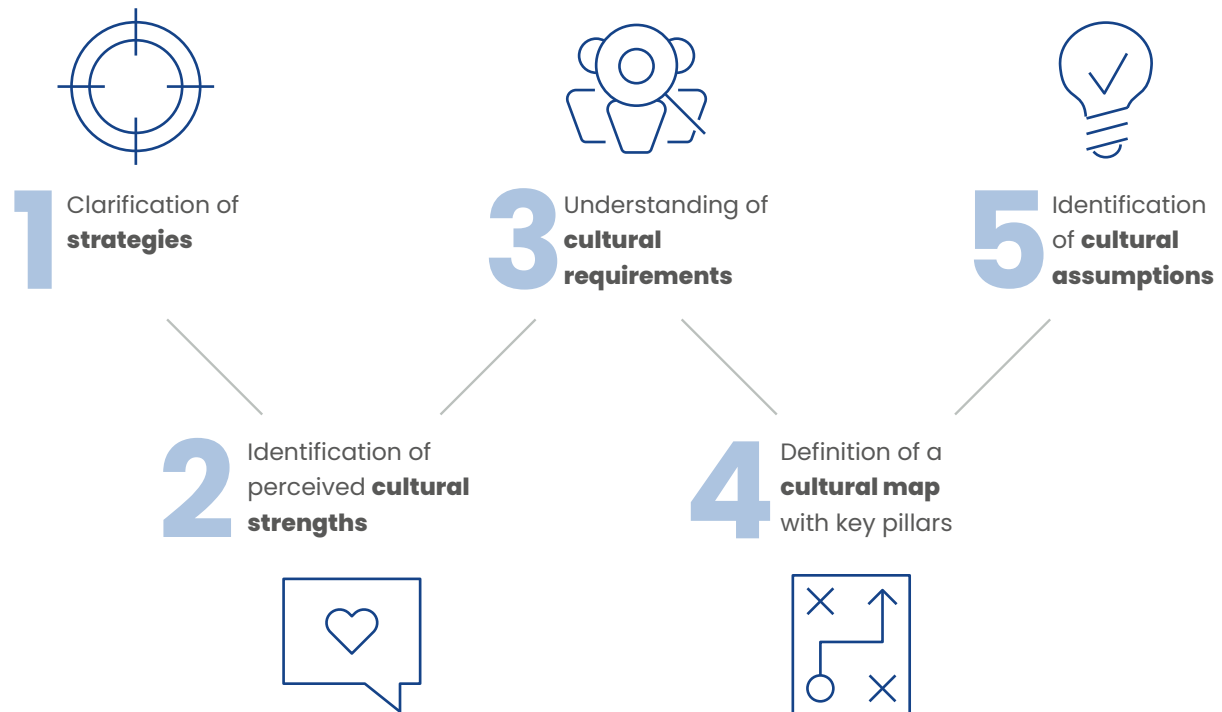 1
Clarification of
strategies
2
Identification of
perceived cultural
strengths
3
Understanding of
cultural
requirements
4
Definition of a
cultural map
with key pillars
5
Identification
of cultural
assumptions